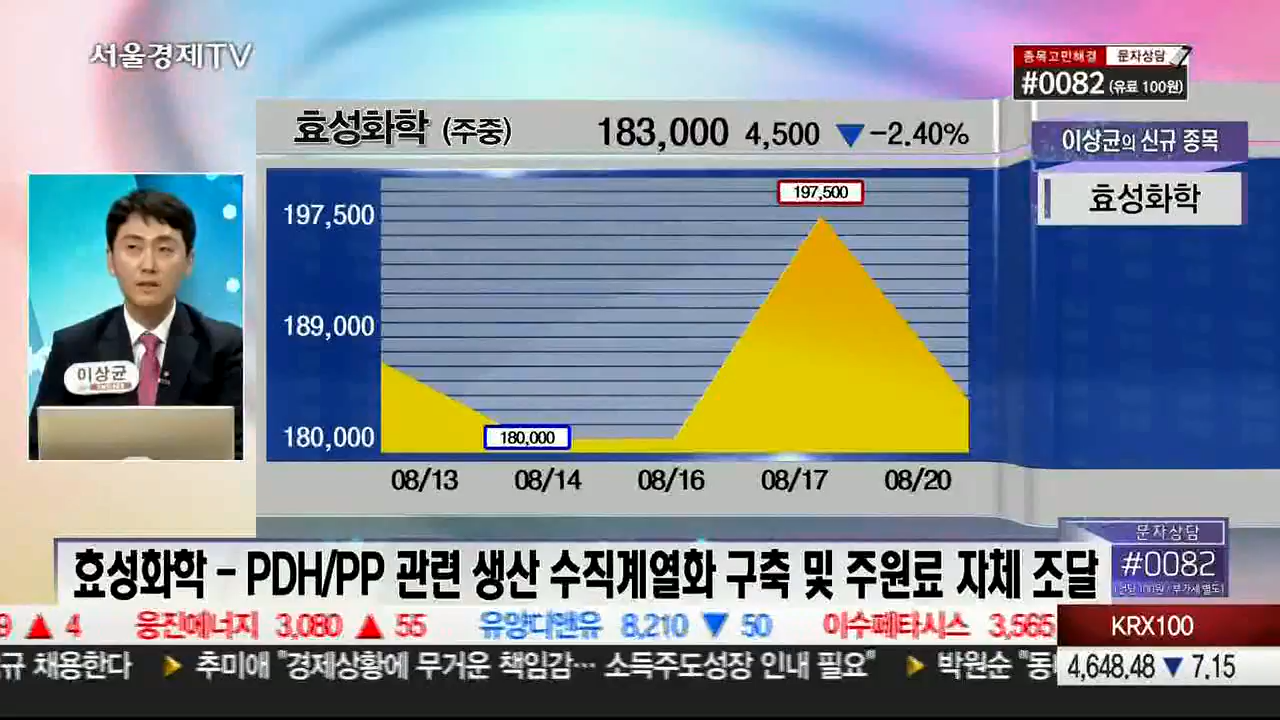 서울경제TV
종목고민해결 문자상담
#0082 (유료 100원)
효성화학 (주중) 183,000 4,500 ▼-2.40%
이상균의 신규 종목
효성화학
197,500
197,500
189,000
180,000
180,000
08/13 08/14 08/16 08/17 08/20
이상균
문자상담
#0082
효성화학 - PDH/PP 관련 생산 수직계열화 구축 및 주원료 자체 조달
9 ▲ 4 웅진에너지 3,080 ▲ 55 유양디앤유 8,210 ▼ 50 이수페타시스 3,565
KRX100
규 채용한다 ▶ 추미애 "경제상황에 무거운 책임감… 소득주도성장 인내 필요" ▶ 박원순 "동
4,648.48 ▼ 7.15